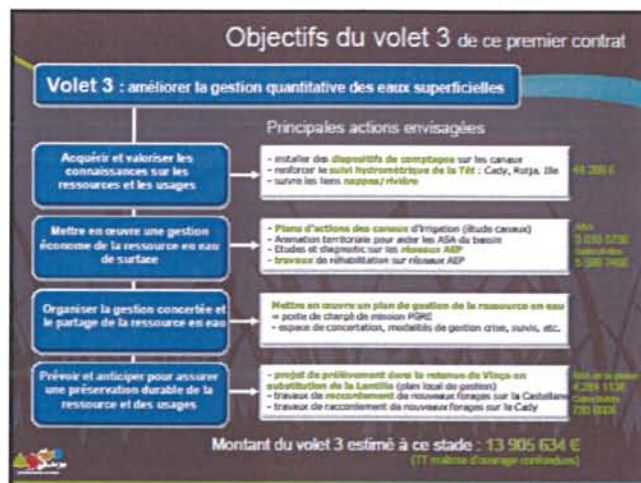 Objectifs du volet 3 de ce premier contrat
Volet 3 : améliorer la gestion quantitative des eaux superficielles
Principales actions envisagées
Acquérir et valoriser les
connaissances sur les
ressources et les usages
- installer des dispositifs de comptages sur les canaux
- renforcer le suivi hydrométrique de la Têt : Cady, Rotja, Ille
- suivre les liens nappes/rivière
Mettre en œuvre une gestion
économe de la ressource en eau
de surface
- Plans d'actions des canaux d'irrigation (étude canaux)
- Animation territoriale pour aider les ASA du bassin
- Etudes et diagnostic sur les réseaux AEP
- travaux de réhabilitation sur réseaux AEP
Organiser la gestion concertée et
le partage de la ressource en eau
Mettre en œuvre un plan de gestion de la ressource en eau
poste de chargé de mission PGRE
- espace de concertation, modalités de gestion crise, suivis, etc.
Prévoir et anticiper pour assurer
une préservation durable de la
ressource et des usages
- projet de prélèvement dans la retenue de Vinça en
substitution de la Lentilla (plan local de gestion)
- travaux de raccordement de nouveaux forages sur la Castellane
- travaux de raccordement de nouveaux forages sur le Cady
Montant du volet 3 estimé à ce stade : 13 905 634 €
(TT maîtrise d'ouvrage confondues)